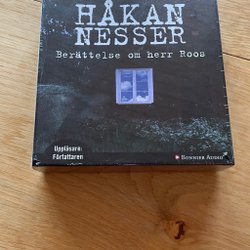 HÅKAN
NESSER
Berättelse om herr Roos
Uppläsare:
Författaren
BONNIER AUDIO